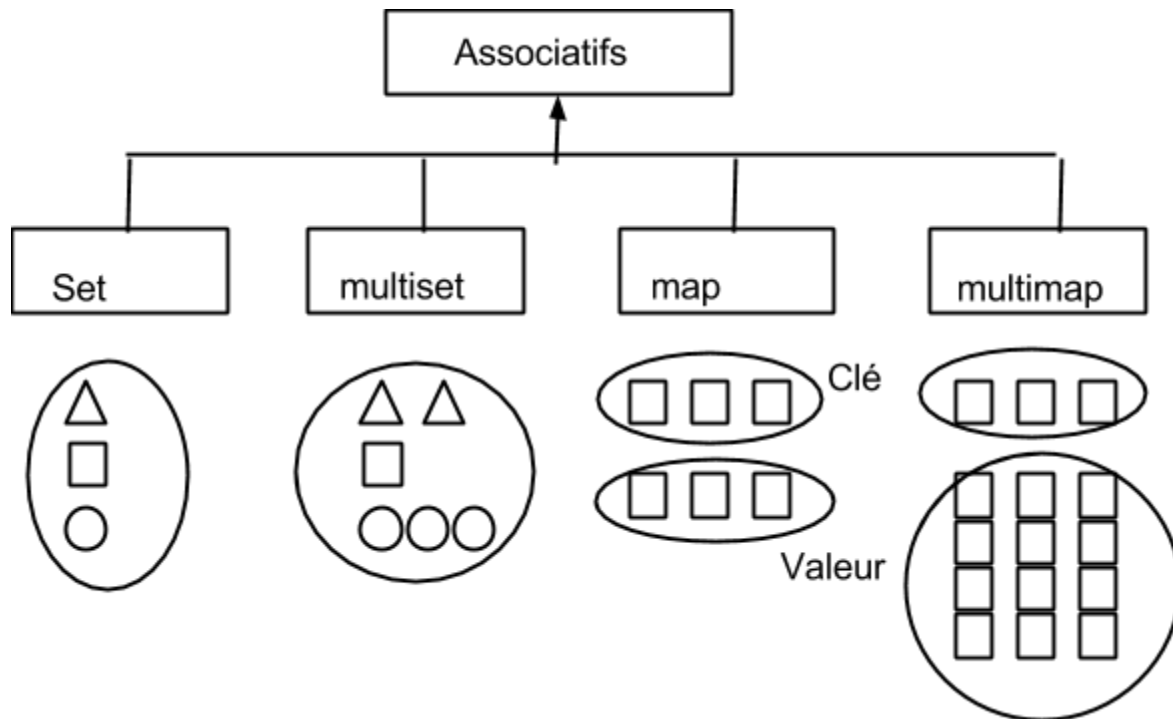 Associatifs
Set
multiset
map
multimap
Clé
Valeur